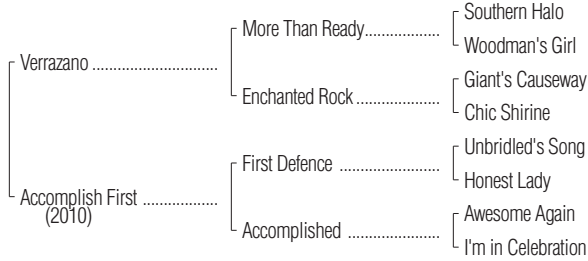 Southern Halo
More Than Ready..................
Woodman's Girl
Verrazano ..............................
Giant's Causeway
Enchanted Rock ....................
Chic Shirine
Unbridled's Song
First Defence ........................
Honest Lady
Accomplish First ..................
(2010)
Awesome Again
Accomplished ......................
I'm in Celebration